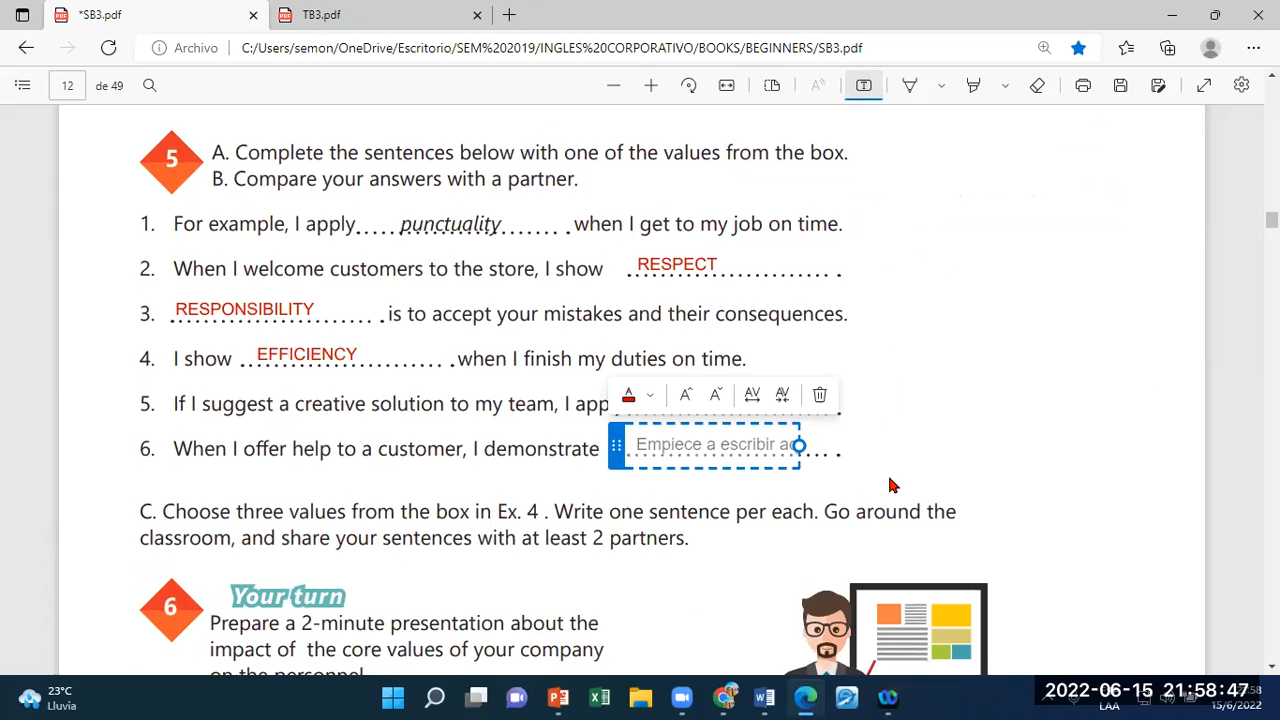 *SB3.pdf
TB3.pdf
Archivo
C:/Users/semon/OneDrive/Escritorio/SEM%202019/INGLES%20CORPORATIVO/BOOKS/BEGINNERS/SB3.pdf
12 de 49
5
A. Complete the sentences below with one of the values from the box.
B. Compare your answers with a partner.
1. For example, I apply.....punctuality....... .when I get to my job on time.
2. When I welcome customers to the store, I show RESPECT
3. RESPONSIBILITY is to accept your mistakes and their consequences.
4. I show EFFICIENCY when I finish my duties on time.
5. If I suggest a creative solution to my team, I app
6. When I offer help to a customer, I demonstrate Empiece a escribir ac
C. Choose three values from the box in Ex. 4 . Write one sentence per each. Go around the
classroom, and share your sentences with at least 2 partners.
6
Your turn
Prepare a 2-minute presentation about the
impact of the core values of your company
on the personnel
23°C
Lluvia
2022-06-15 21:58:47
LAA
15/6/2022